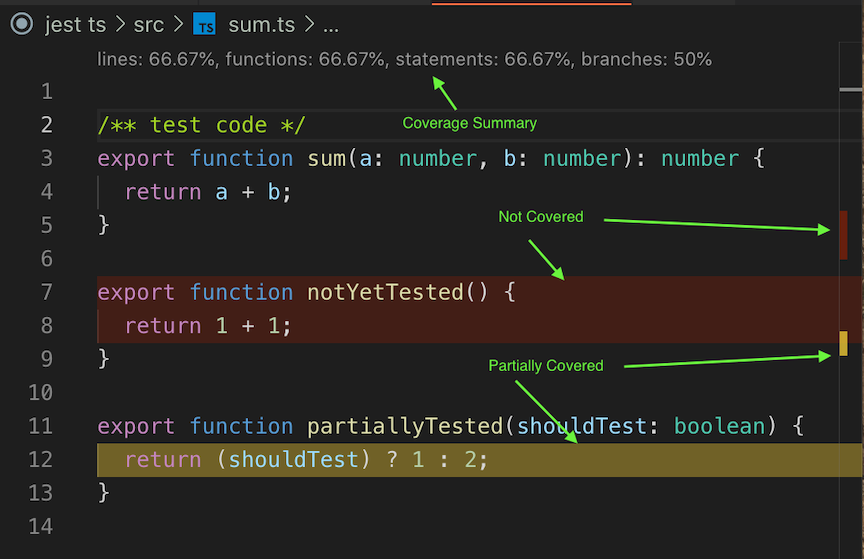 jest ts > src > TS sum.ts > ...
lines: 66.67%, functions: 66.67%, statements: 66.67%, branches: 50%
1
Coverage Summary
2 /** test code */
3 export function sum(a: number, b: number): number {
4 return a + b;
5 }
Not Covered
6
7 export function notYetTested() {
8 return 1 + 1;
9 }
Partially Covered
10
11 export function partiallyTested(shouldTest: boolean) {
12 return (shouldTest) ? 1 : 2;
13 }
14